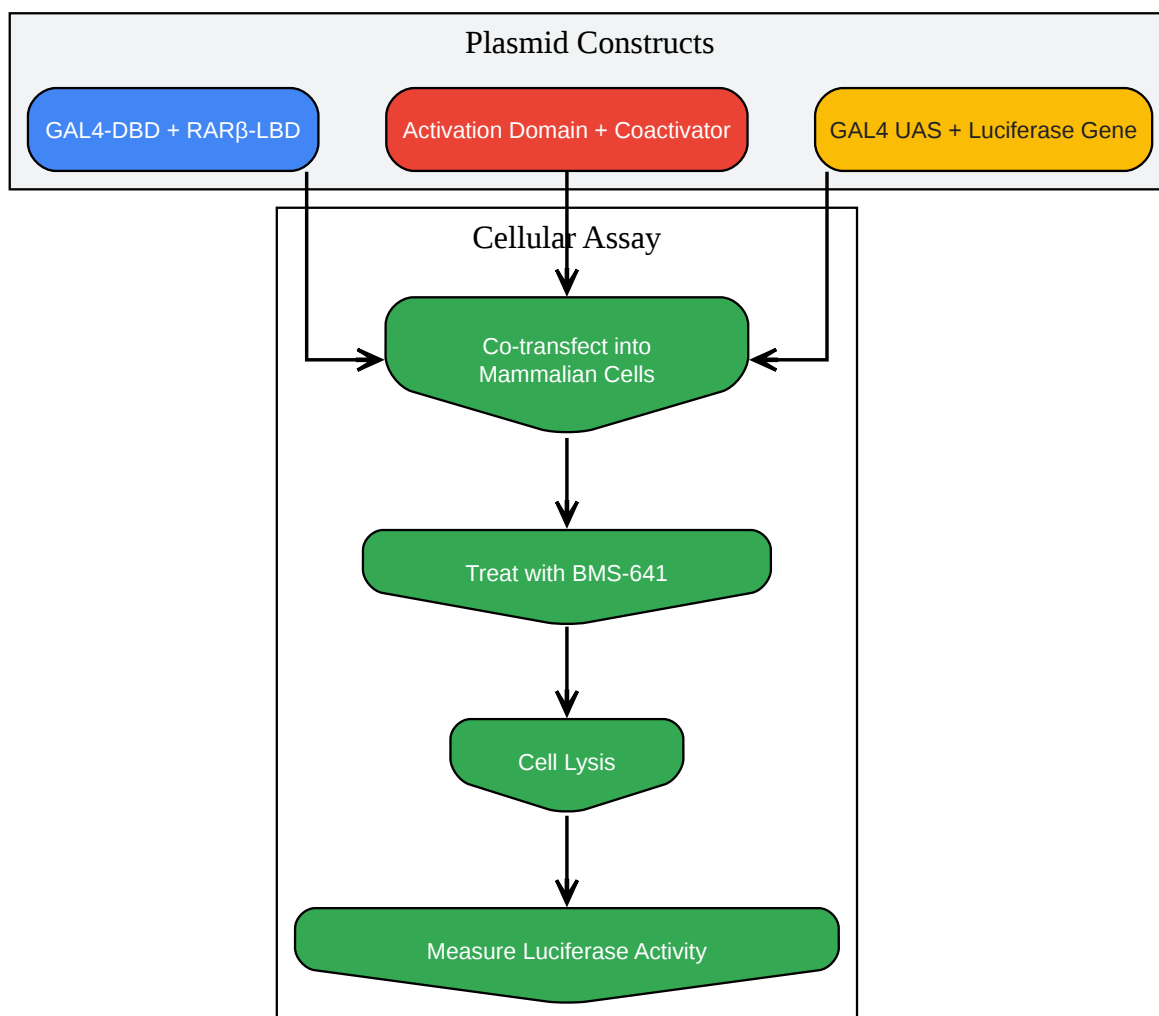 Plasmid Constructs
GAL4-DBD + RARβ-LBD
Activation Domain + Coactivator
GAL4 UAS + Luciferase Gene
Cellular Assay
Co-transfect into
Mammalian Cells
Treat with BMS-641
Cell Lysis
Measure Luciferase Activity